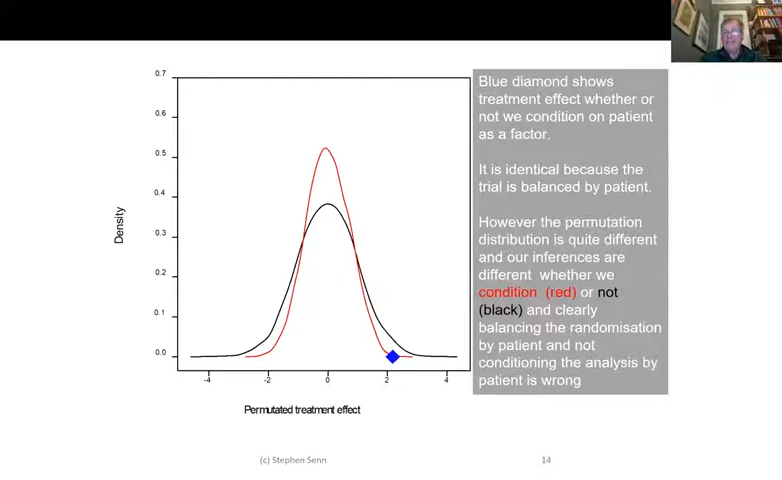 0.7
0.6
0.5
0.4
0.3
0.2
0.1
0.0
Density
-4
-2
0
2
4
Permutated treatment effect
Blue diamond shows
treatment effect whether or
not we condition on patient
as a factor.
It is identical because the
trial is balanced by patient.
However the permutation
distribution is quite different
and our inferences are
different whether we
condition (red) or not
(black) and clearly
balancing the randomisation
by patient and not
conditioning the analysis by
patient is wrong
(c) Stephen Senn
14